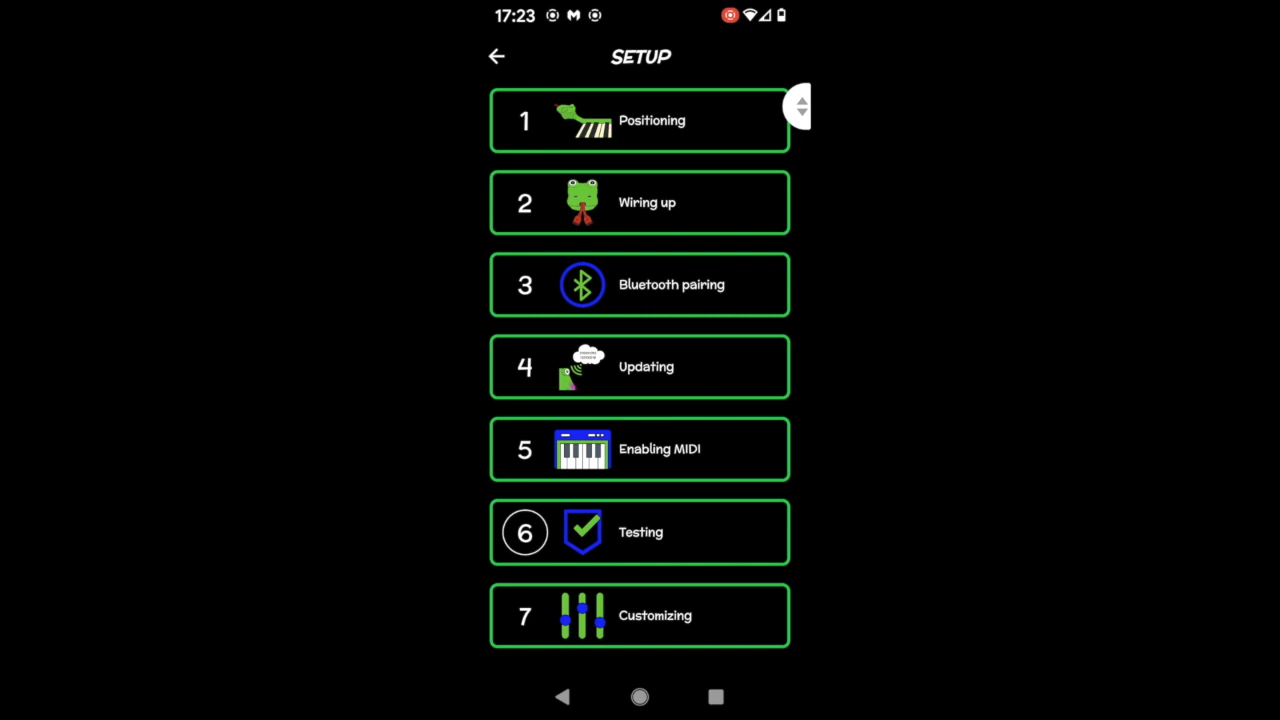 17:23
SETUP
1 Positioning
2 Wiring up
3 Bluetooth pairing
4 Updating
5 Enabling MIDI
6 Testing
7 Customizing